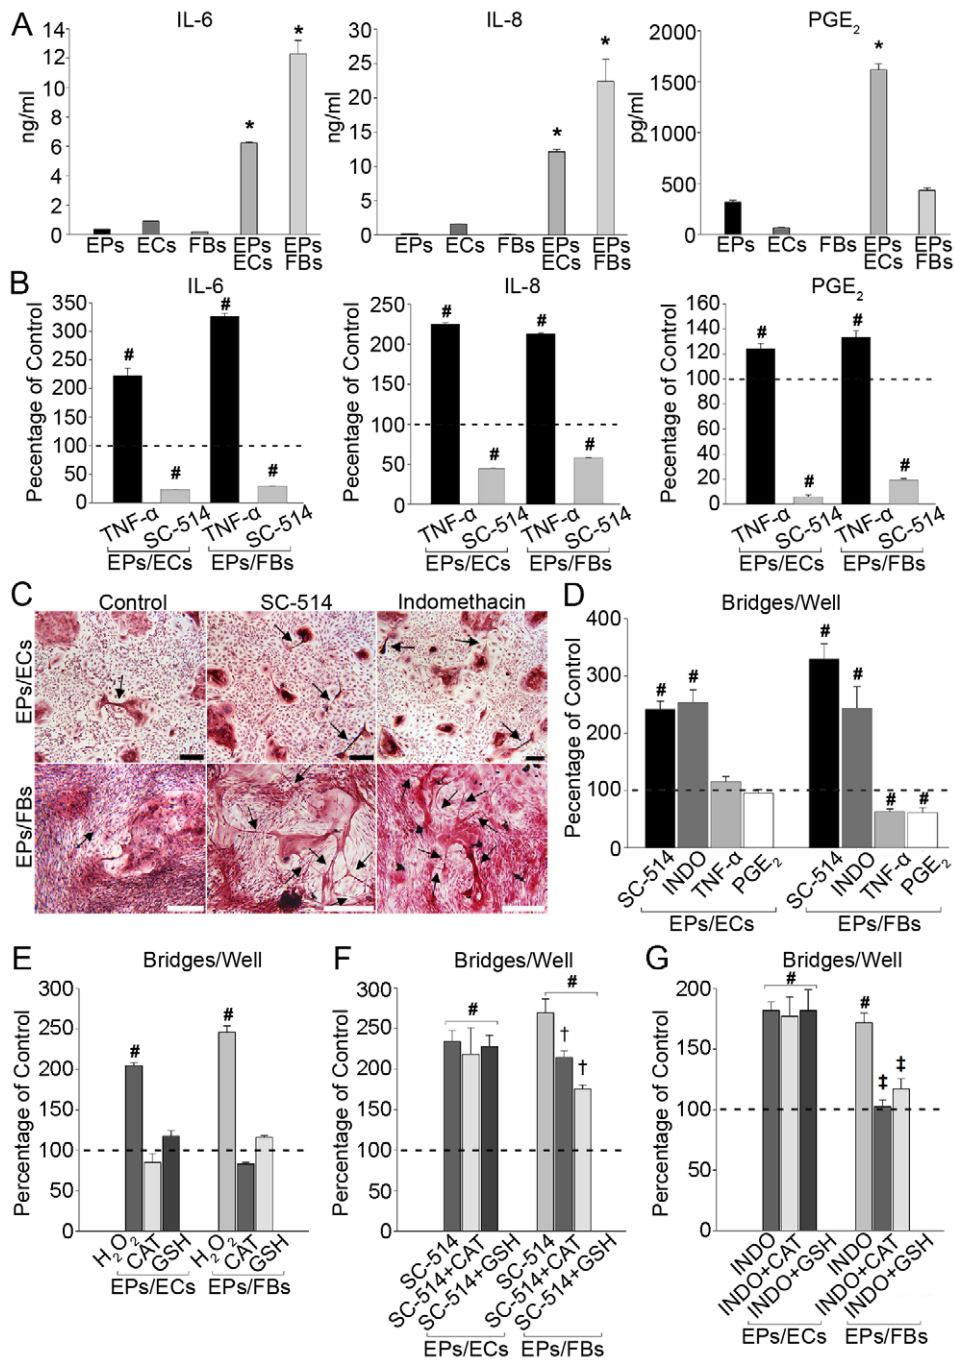 A
IL-6
IL-8
PGE2
ng/ml
14
12
10
8
6
4
2
0
*
*
EPs
ECs
FBs
EPs
ECs
EPs
FBs
ng/ml
30
25
20
15
10
5
0
*
*
EPs
ECs
FBs
EPs
ECs
EPs
FBs
pg/ml
2000
1500
1000
500
0
*
EPs
ECs
FBs
EPs
ECs
EPs
FBs
B
IL-6
IL-8
PGE2
Pecentage of Control
350
300
250
200
150
100
50
0
#
#
#
#
TNF-α
SC-514
TNF-α
SC-514
EPs/ECs
EPs/FBs
Pecentage of Control
250
200
150
100
50
0
#
#
#
#
TNF-α
SC-514
TNF-α
SC-514
EPs/ECs
EPs/FBs
Pecentage of Control
160
140
120
100
80
60
40
20
0
#
#
#
#
TNF-α
SC-514
TNF-α
SC-514
EPs/ECs
EPs/FBs
C
Control
SC-514
Indomethacin
EPs/ECs
EPs/FBs
D
Bridges/Well
Pecentage of Control
400
300
200
100
0
#
#
#
#
#
#
SC-514
INDO
TNF-α
PGE2
SC-514
INDO
TNF-α
PGE2
EPs/ECs
EPs/FBs
E
Bridges/Well
Percentage of Control
300
250
200
150
100
50
0
#
#
H2O2
CAT
GSH
H2O2
CAT
GSH
EPs/ECs
EPs/FBs
F
Bridges/Well
Percentage of Control
300
250
200
150
100
50
0
#
#
†
†
SC-514
SC-514+CAT
SC-514+GSH
SC-514
SC-514+CAT
SC-514+GSH
EPs/ECs
EPs/FBs
G
Bridges/Well
Percentage of Control
200
150
100
50
0
#
#
‡
‡
INDO
INDO+CAT
INDO+GSH
INDO
INDO+CAT
INDO+GSH
EPs/ECs
EPs/FBs